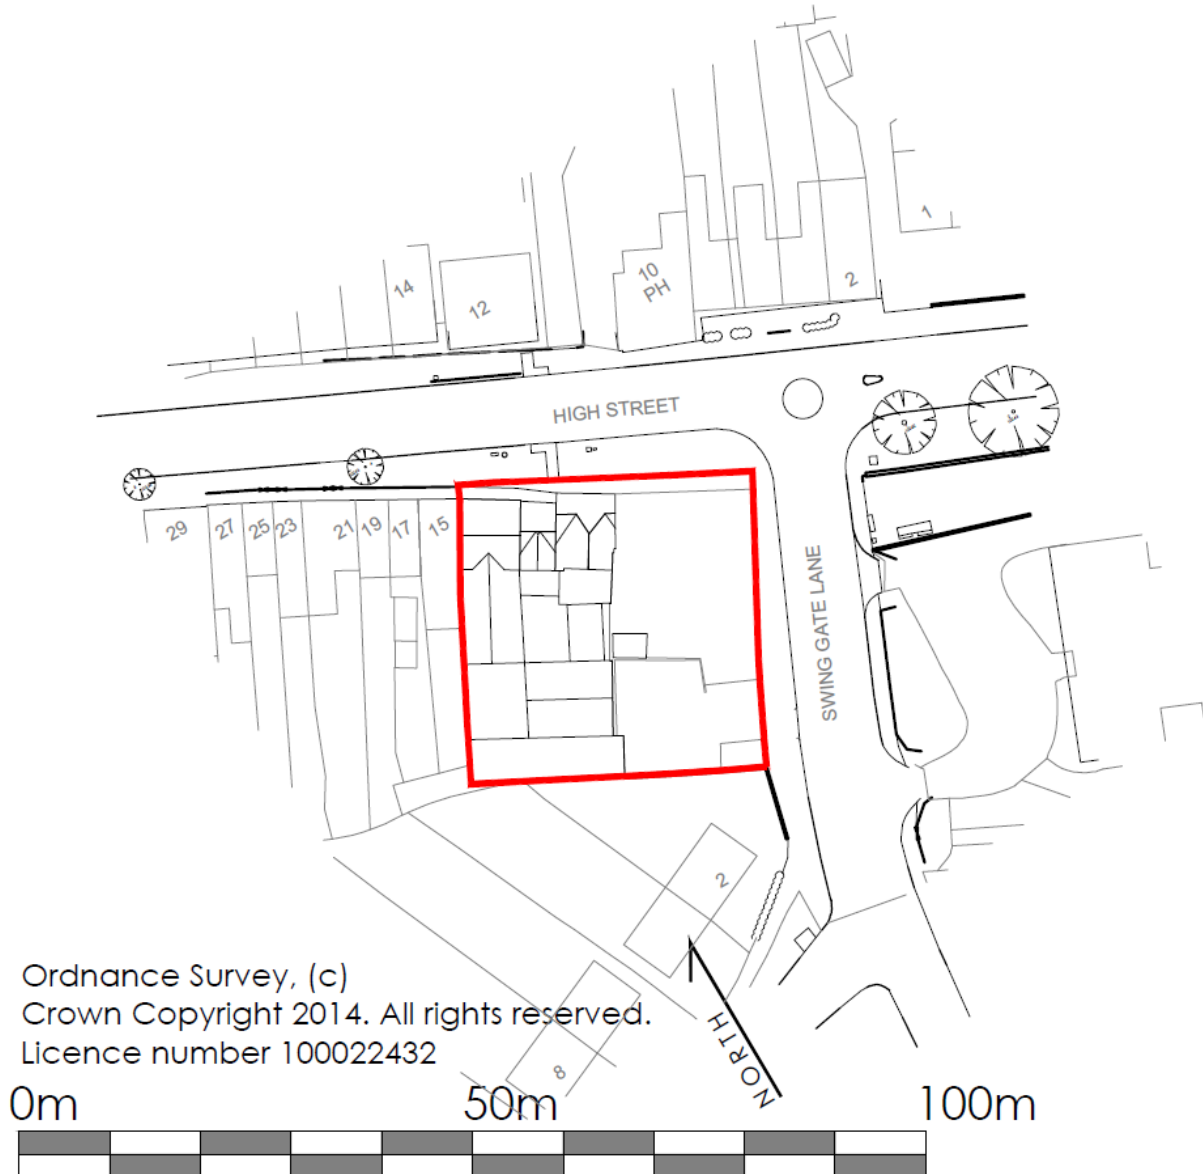 1
10
PH
2
14
12
HIGH STREET
29
27
25
23
21
19
17
15
SWING GATE LANE
2
8
NORTH
Ordnance Survey, (c)
Crown Copyright 2014. All rights reserved.
Licence number 100022432
0m
50m
100m